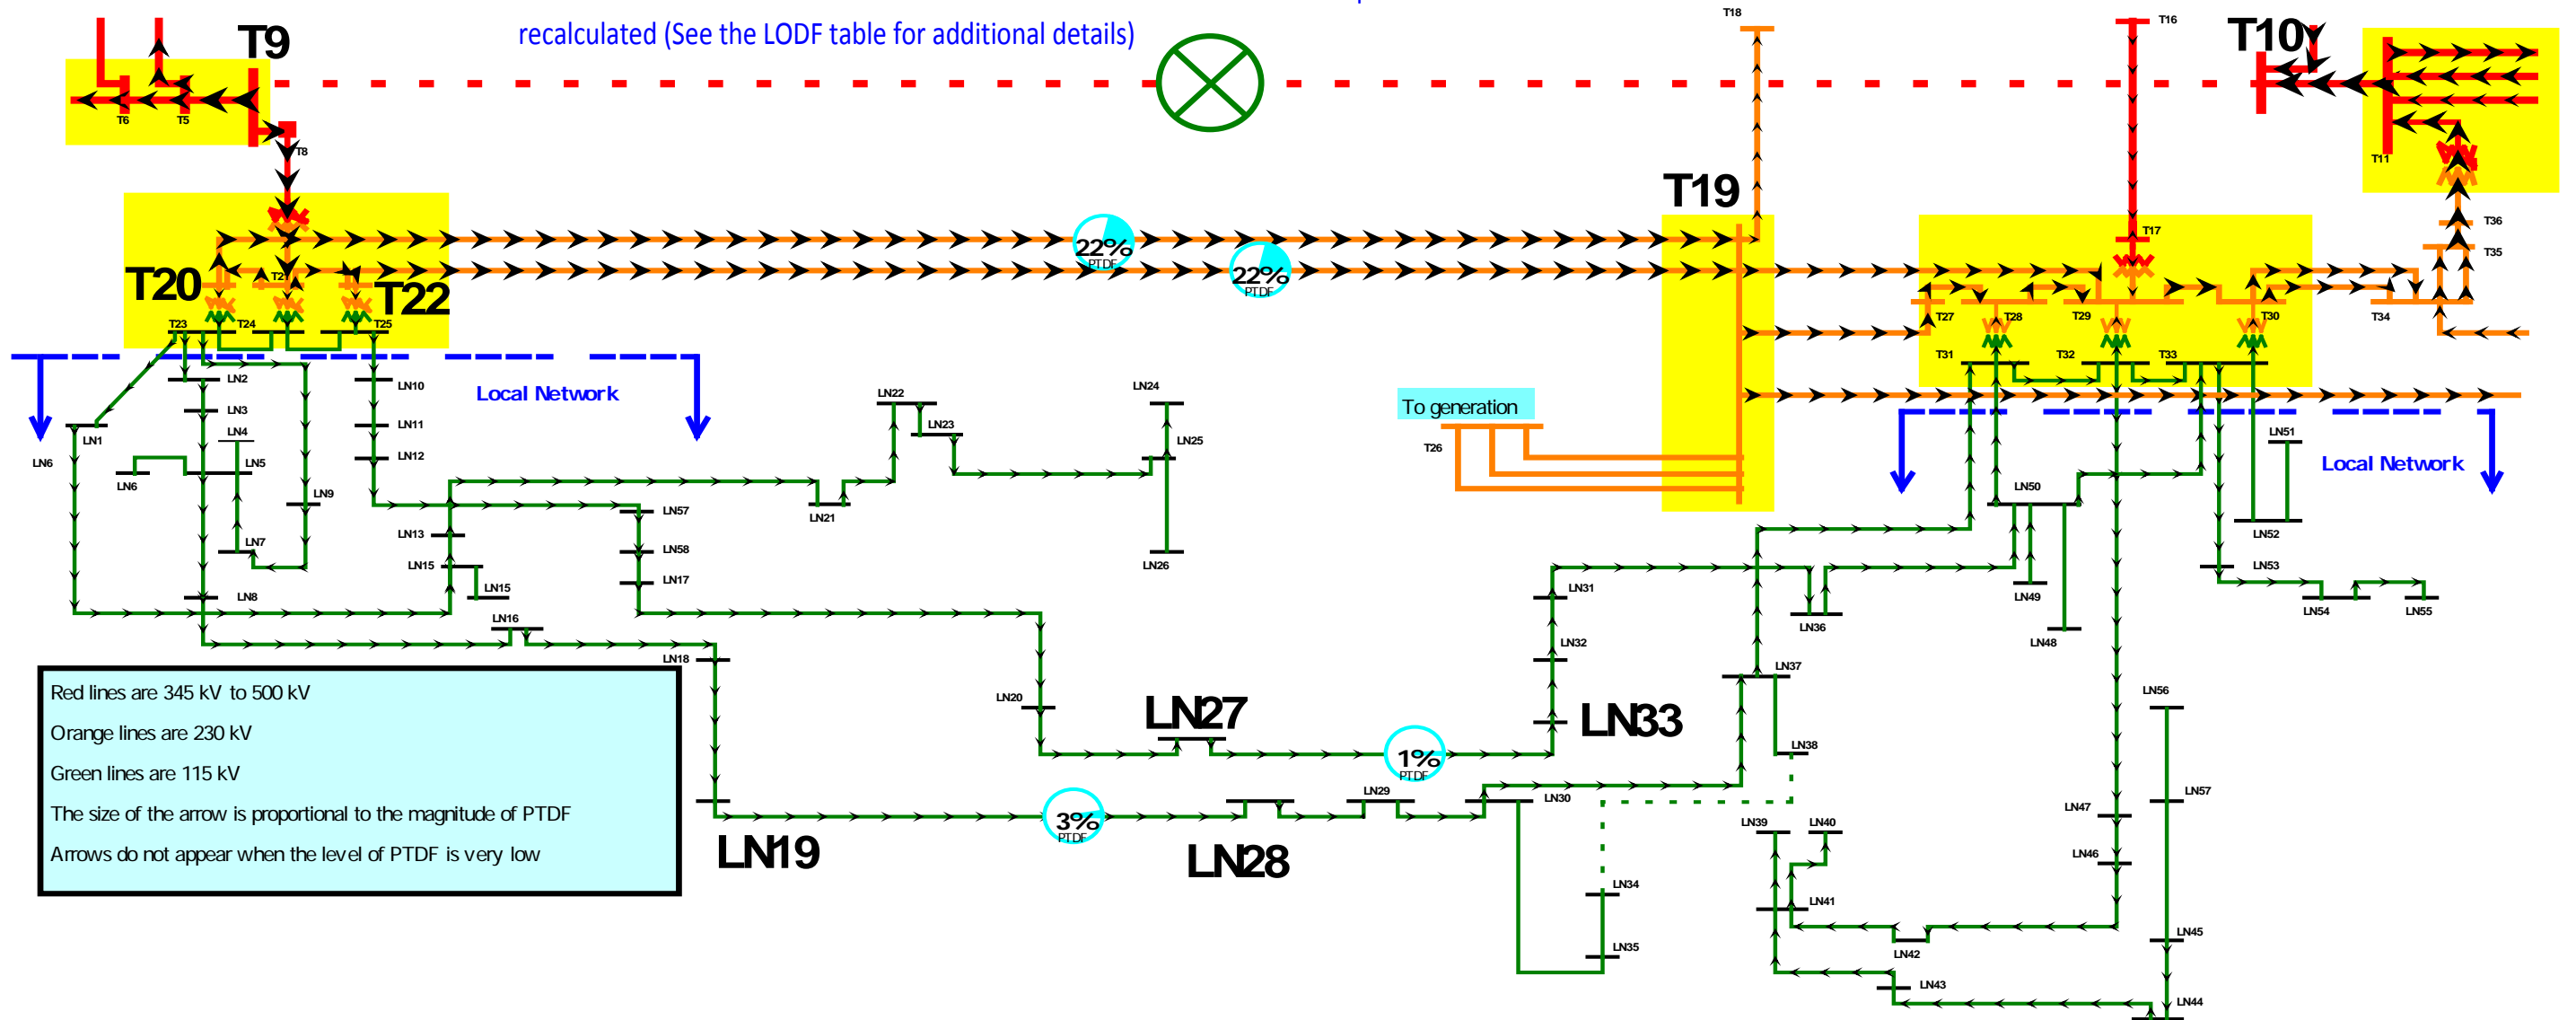 recalculated (See the LODF table for additional details)
T9
T18
T16
T10
T6
T5
T8
T11
T19
T36
T17
T35
T20
T22
22%
PTDF
22%
PTDF
T23
T24
T25
T27
T28
T29
T30
T34
T31
T32
T33
LN2
LN10
Local Network
LN22
LN24
To generation
LN3
LN4
LN11
LN23
LN25
T26
LN51
LN1
LN6
LN5
LN12
LN6
Local Network
LN9
LN21
LN57
LN50
LN13
LN7
LN58
LN26
LN52
LN15
LN17
LN15
LN31
LN53
LN49
LN8
LN16
LN36
LN54
LN55
LN32
LN48
LN18
LN37
Red lines are 345 kV to 500 kV
LN20
LN27
LN33
LN56
Orange lines are 230 kV
LN38
Green lines are 115 kV
1%
PTDF
LN29
LN30
LN57
The size of the arrow is proportional to the magnitude of PTDF
3%
PTDF
LN39
LN40
LN47
Arrows do not appear when the level of PTDF is very low
LN19
LN28
LN46
LN34
LN41
LN35
LN42
LN45
LN43
LN44